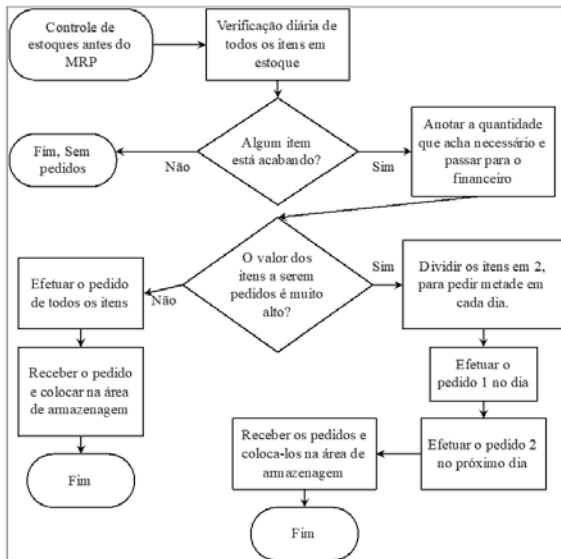 Controle de
estoques antes do
MRP
Verificação diária de
todos os itens em
estoque
Algum item
está acabando?
Não
Sim
Fim, Sem
pedidos
Anotar a quantidade
que acha necessário e
passar para o
financeiro
O valor dos
itens a serem
pedidos é muito
alto?
Não
Sim
Efetuar o pedido
de todos os itens
Dividir os itens em 2,
para pedir metade em
cada dia.
Receber o pedido
e colocar na área
de armazenagem
Fim
Efetuar o
pedido 1 no dia
Efetuar o pedido 2
no próximo dia
Receber os pedidos e
coloca-los na área de
armazenagem
Fim